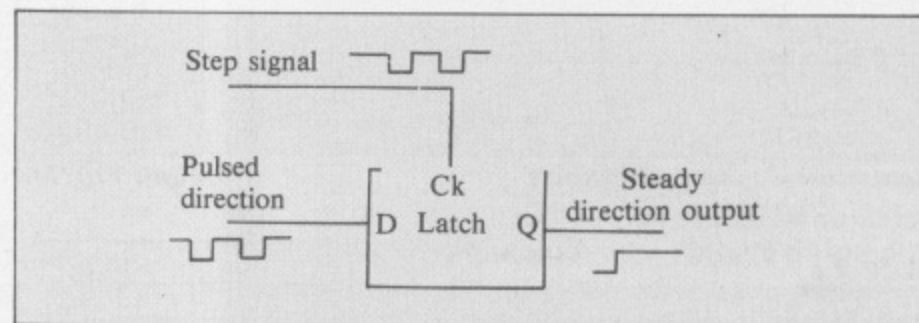 Step signal
Pulsed
direction
Ck
D Latch Q
Steady
direction output